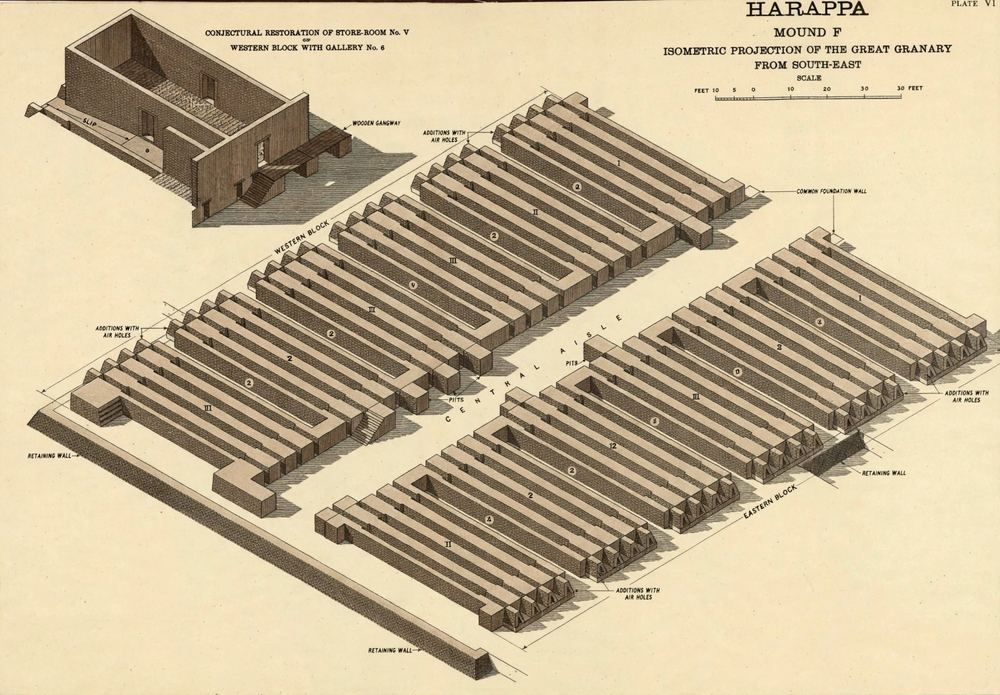 PLATE VI
HARAPPA
MOUND F
ISOMETRIC PROJECTION OF THE GREAT GRANARY
FROM SOUTH-EAST
SCALE
FEET 10 5 0 10 20 30 FEET
CONJECTURAL RESTORATION OF STORE-ROOM No. V
OF
WESTERN BLOCK WITH GALLERY No. 6
SLIP
WOODEN GANGWAY
ADDITIONS WITH
AIR HOLES
COMMON FOUNDATION WALL
WESTERN BLOCK
I
2
II
2
III
2
2
2
III
ADDITIONS WITH
AIR HOLES
CENTRAL AISLE
PITS
PITS
I
2
III
12
2
2
II
ADDITIONS WITH
AIR HOLES
RETAINING WALL
RETAINING WALL
EASTERN BLOCK
ADDITIONS WITH
AIR HOLES
RETAINING WALL